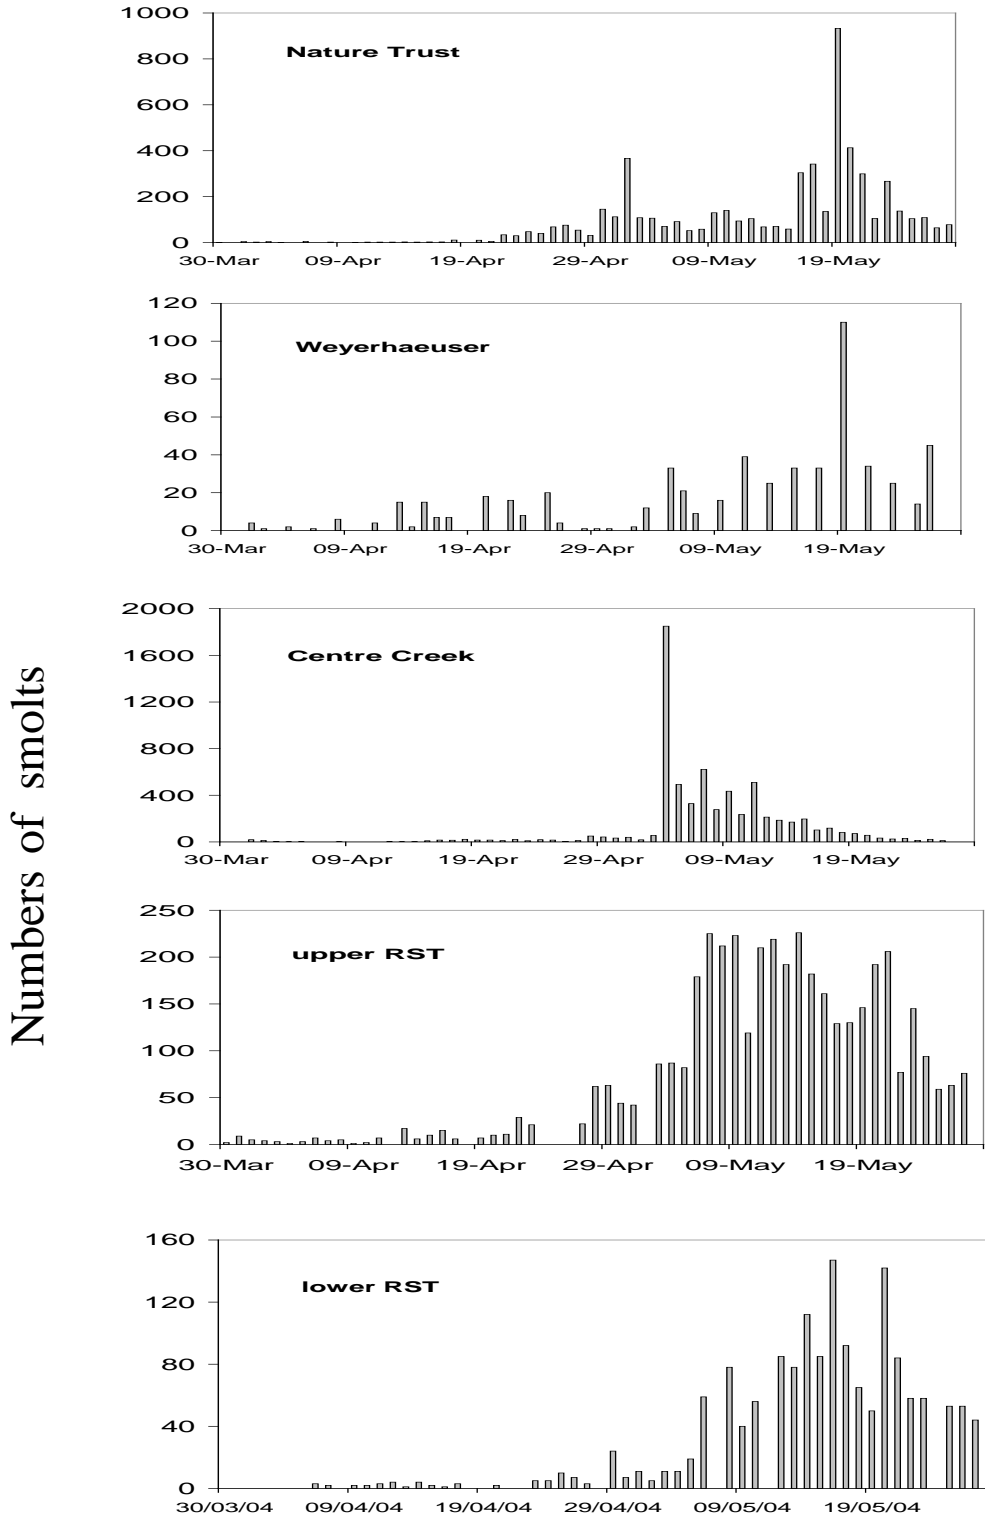 Numbers of smolts
1000
Nature Trust
800
600
400
200
0
30-Mar 09-Apr 19-Apr 29-Apr 09-May 19-May
120
Weyerhaeuser
100
80
60
40
20
0
30-Mar 09-Apr 19-Apr 29-Apr 09-May 19-May
2000
Centre Creek
1600
1200
800
400
0
30-Mar 09-Apr 19-Apr 29-Apr 09-May 19-May
250
upper RST
200
150
100
50
0
30-Mar 09-Apr 19-Apr 29-Apr 09-May 19-May
160
lower RST
120
80
40
0
30/03/04 09/04/04 19/04/04 29/04/04 09/05/04 19/05/04